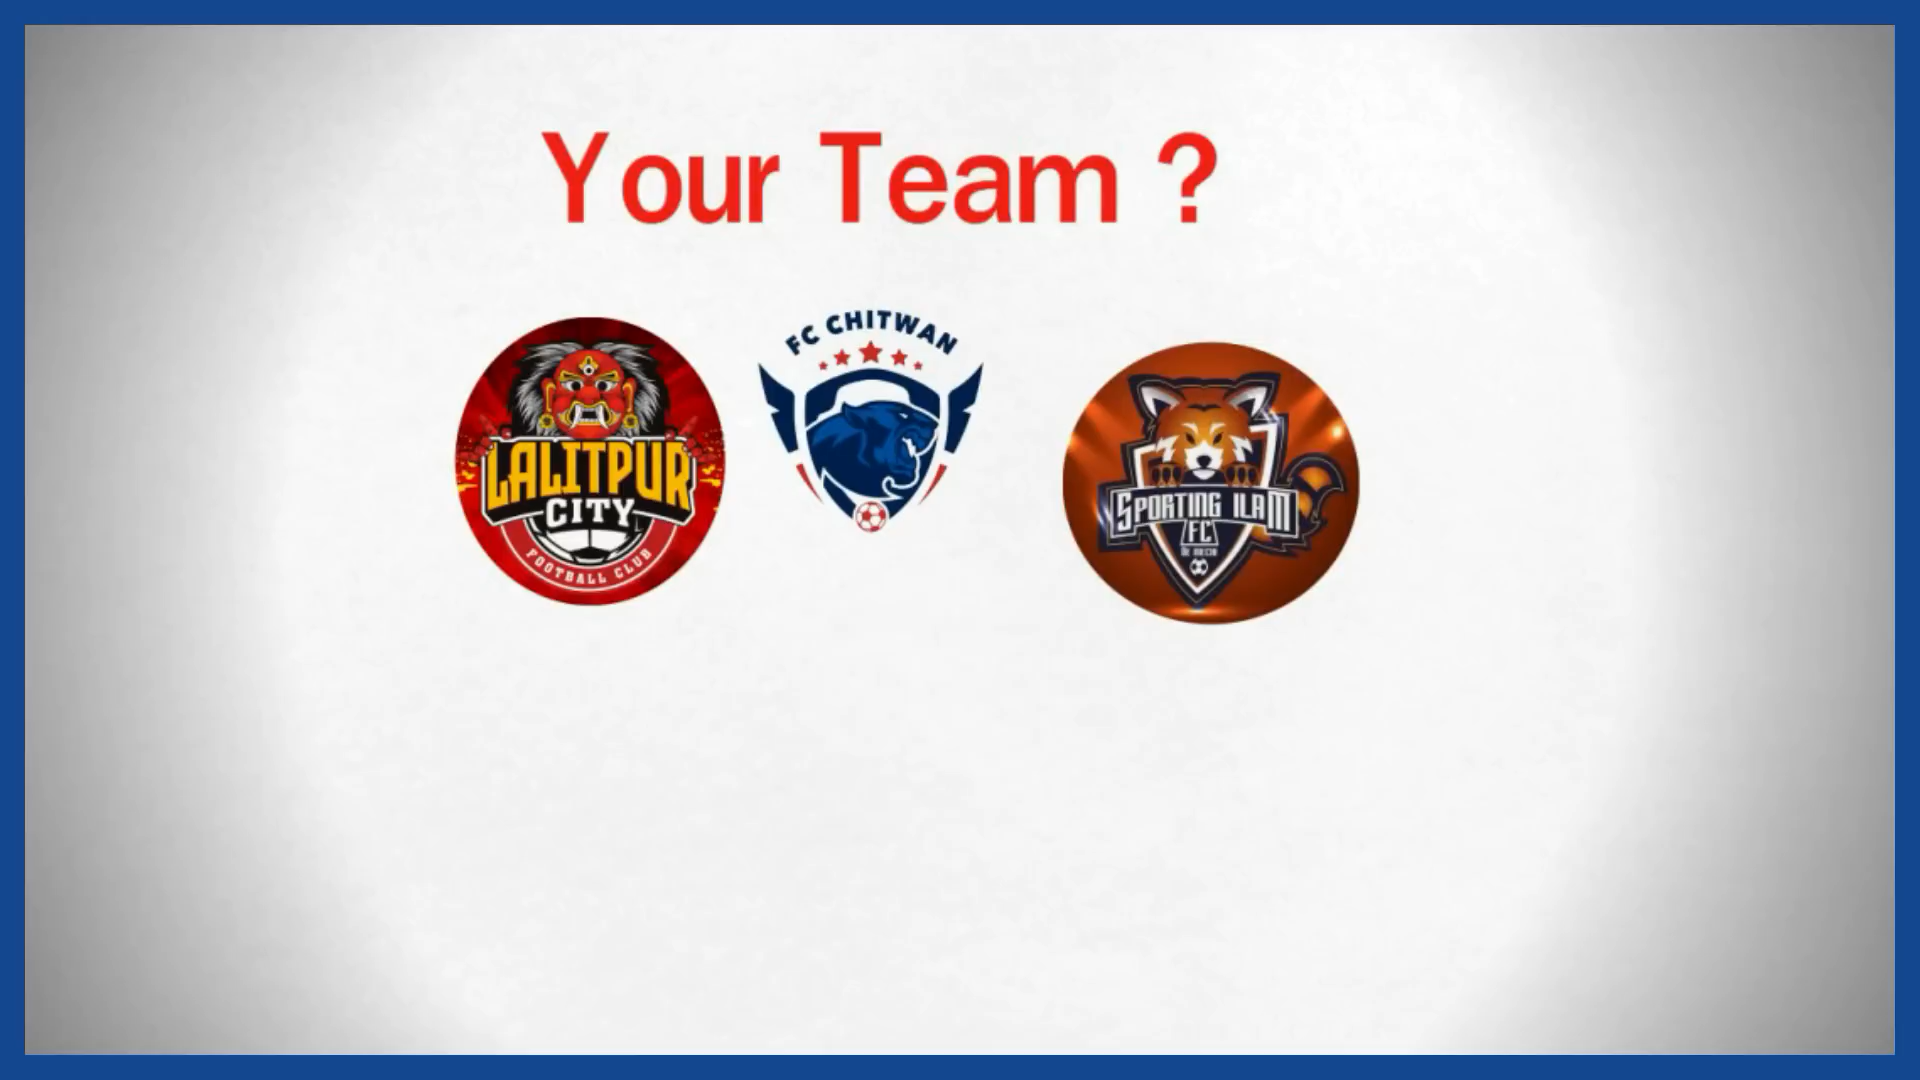 Your Team ?
FC CHITWAN
LALITPUR
CITY
FOOTBALL CLUB
SPORTING ILAM
FC